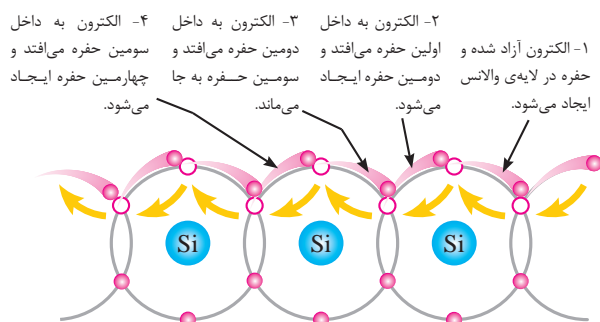 ۱- الکترون آزاد شده و
حفره در لایه‌ی والانس
ایجاد می‌شود.
۲- الکترون به داخل
اولین حفره می‌افتد و
دومین حفره ایجاد
می‌شود.
۳- الکترون به داخل
دومین حفره می‌افتد و
سومین حفره به جا
می‌ماند.
۴- الکترون به داخل
سومین حفره می‌افتد و
چهارمین حفره ایجاد
می‌شود.
Si
Si
Si